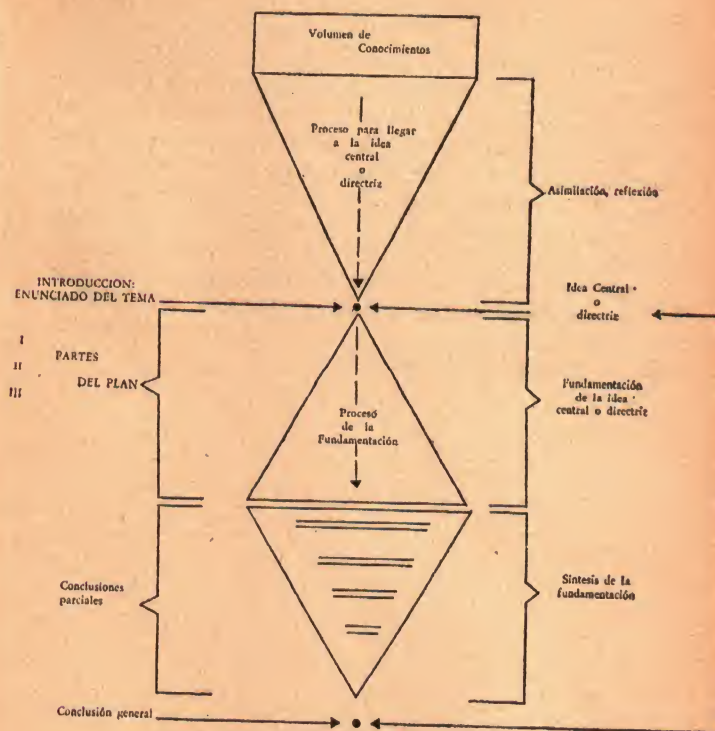 Volumen de
Conocimientos
Proceso para llegar
a la idea
central
o
directriz
Asimilación, reflexión
INTRODUCCION:
ENUNCIADO DEL TEMA
Idea Central
o
directriz
I
II
III
PARTES
DEL PLAN
Proceso
de la
Fundamentación
Fundamentación
de la idea
central o directriz
Conclusiones
parciales
Síntesis de la
fundamentación
Conclusión general